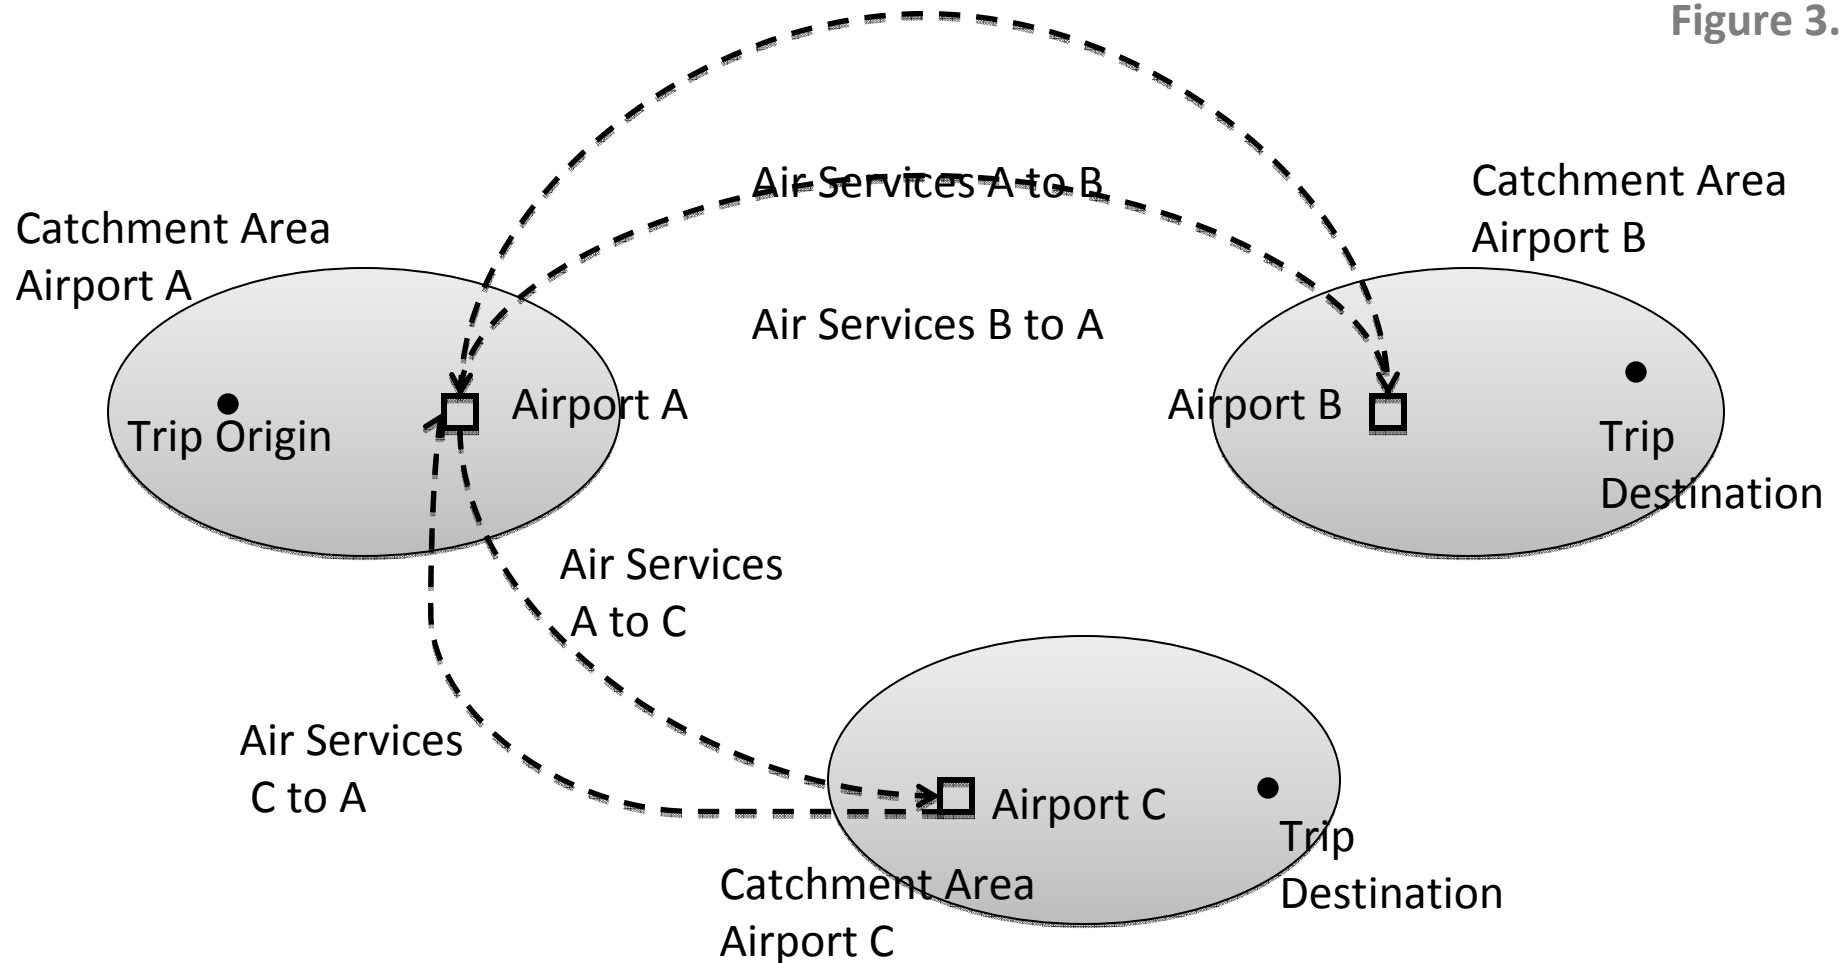 Figure 3.
Air Services A to B
Catchment Area
Airport B
Catchment Area
Airport A
Air Services B to A
Airport A
Airport B
Trip Origin
Trip
Destination
Air Services
A to C
Air Services
C to A
Airport C
Trip
Destination
Catchment Area
Airport C